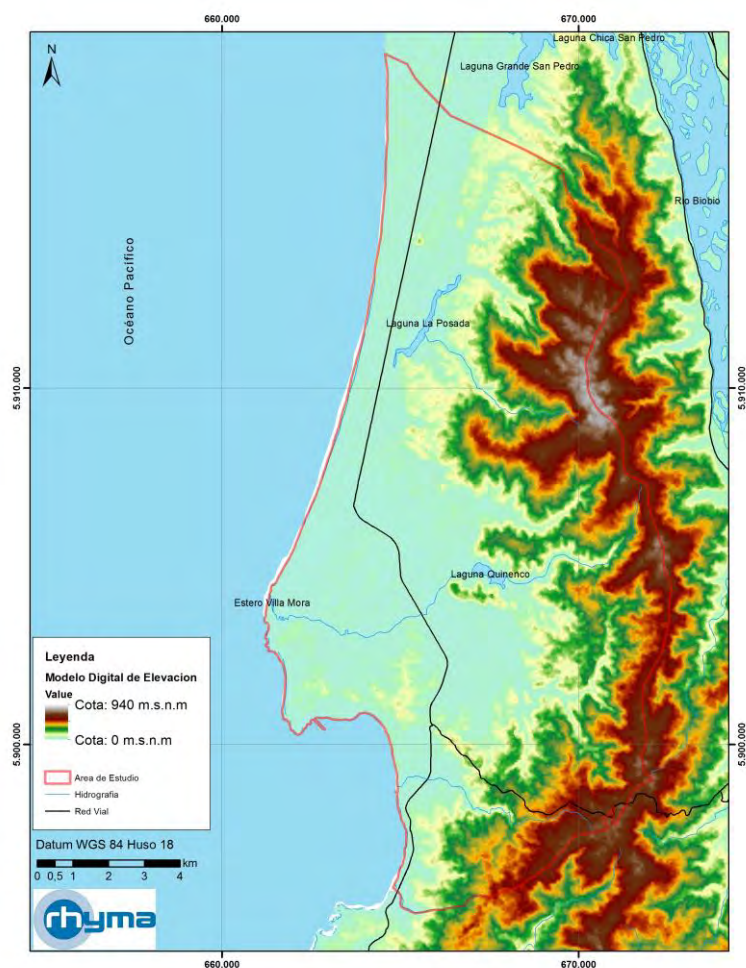 660.000
670.000
N
Laguna Chica San Pedro
Laguna Grande San Pedro
Rio Biobio
Océano Pacífico
Laguna La Posada
5.910.000
5.910.000
Laguna Quinenco
Estero Villa Mora
Leyenda
Modelo Digital de Elevacion
Value
Cota: 940 m.s.n.m
Cota: 0 m.s.n.m
Area de Estudio
Hidrografia
Red Vial
5.900.000
5.900.000
Datum WGS 84 Huso 18
km
0 0,5 1 2 3 4
rhyma
660.000
670.000